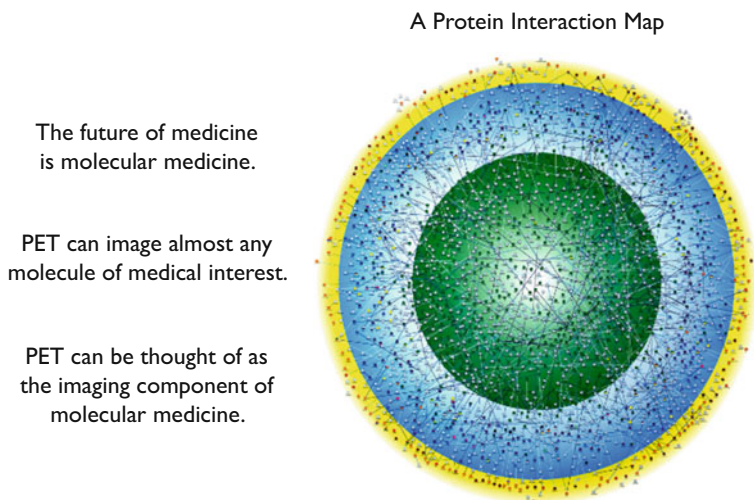 A Protein Interaction Map
The future of medicine
is molecular medicine.
PET can image almost any
molecule of medical interest.
PET can be thought of as
the imaging component of
molecular medicine.